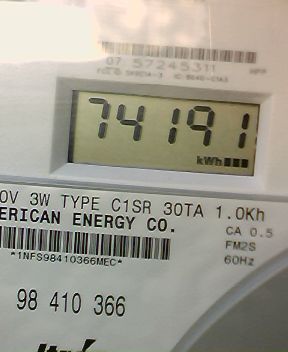 07 57245311
74191
kWh
0V 3W TYPE C1SR 30TA 1.0Kh
ERICAN ENERGY CO.
CA 0.5
FM2S
*1NFS98410366MEC*
60Hz
98 410 366